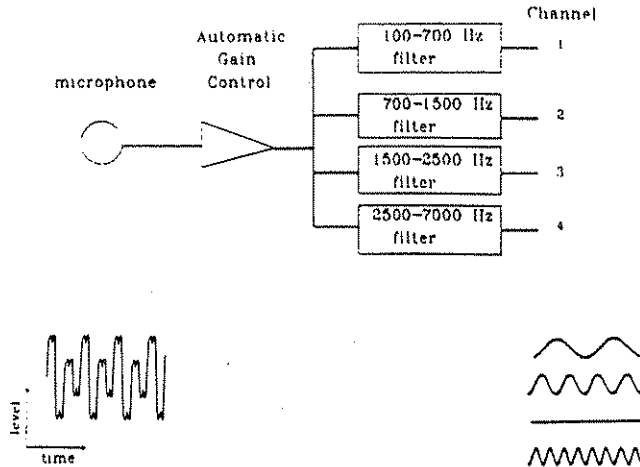 Channel
Automatic
Gain
Control
microphone
100-700 Hz
filter
1
700-1500 Hz
filter
2
1500-2500 Hz
filter
3
2500-7000 Hz
filter
4
level
time